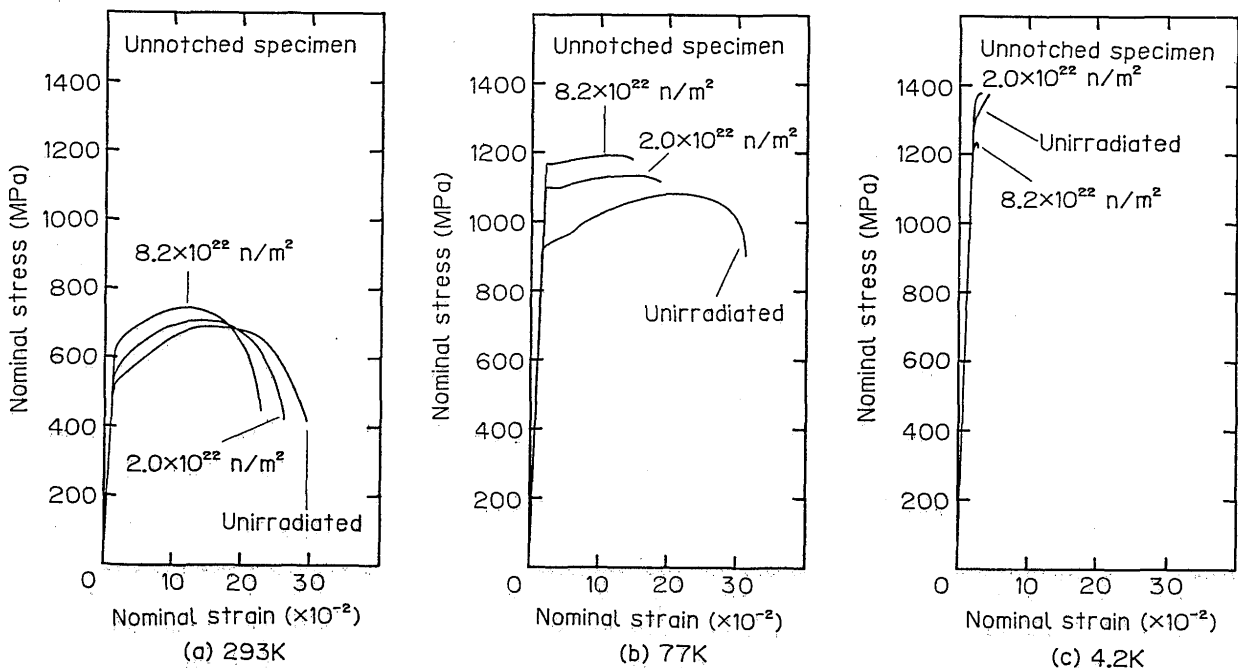 Unnotched specimen
1400
1200
1000
800
600
400
200
0
10
20
30
Nominal stress (MPa)
8.2×10²² n/m²
2.0×10²² n/m²
Unirradiated
Nominal strain (×10⁻²)
(a) 293K
Unnotched specimen
1400
1200
1000
800
600
400
200
0
10
20
30
Nominal stress (MPa)
8.2×10²² n/m²
2.0×10²² n/m²
Unirradiated
Nominal strain (×10⁻²)
(b) 77K
Unnotched specimen
2.0×10²² n/m²
1400
1200
1000
800
600
400
200
0
10
20
30
Nominal stress (MPa)
Unirradiated
8.2×10²² n/m²
Nominal strain (×10⁻²)
(c) 4.2K